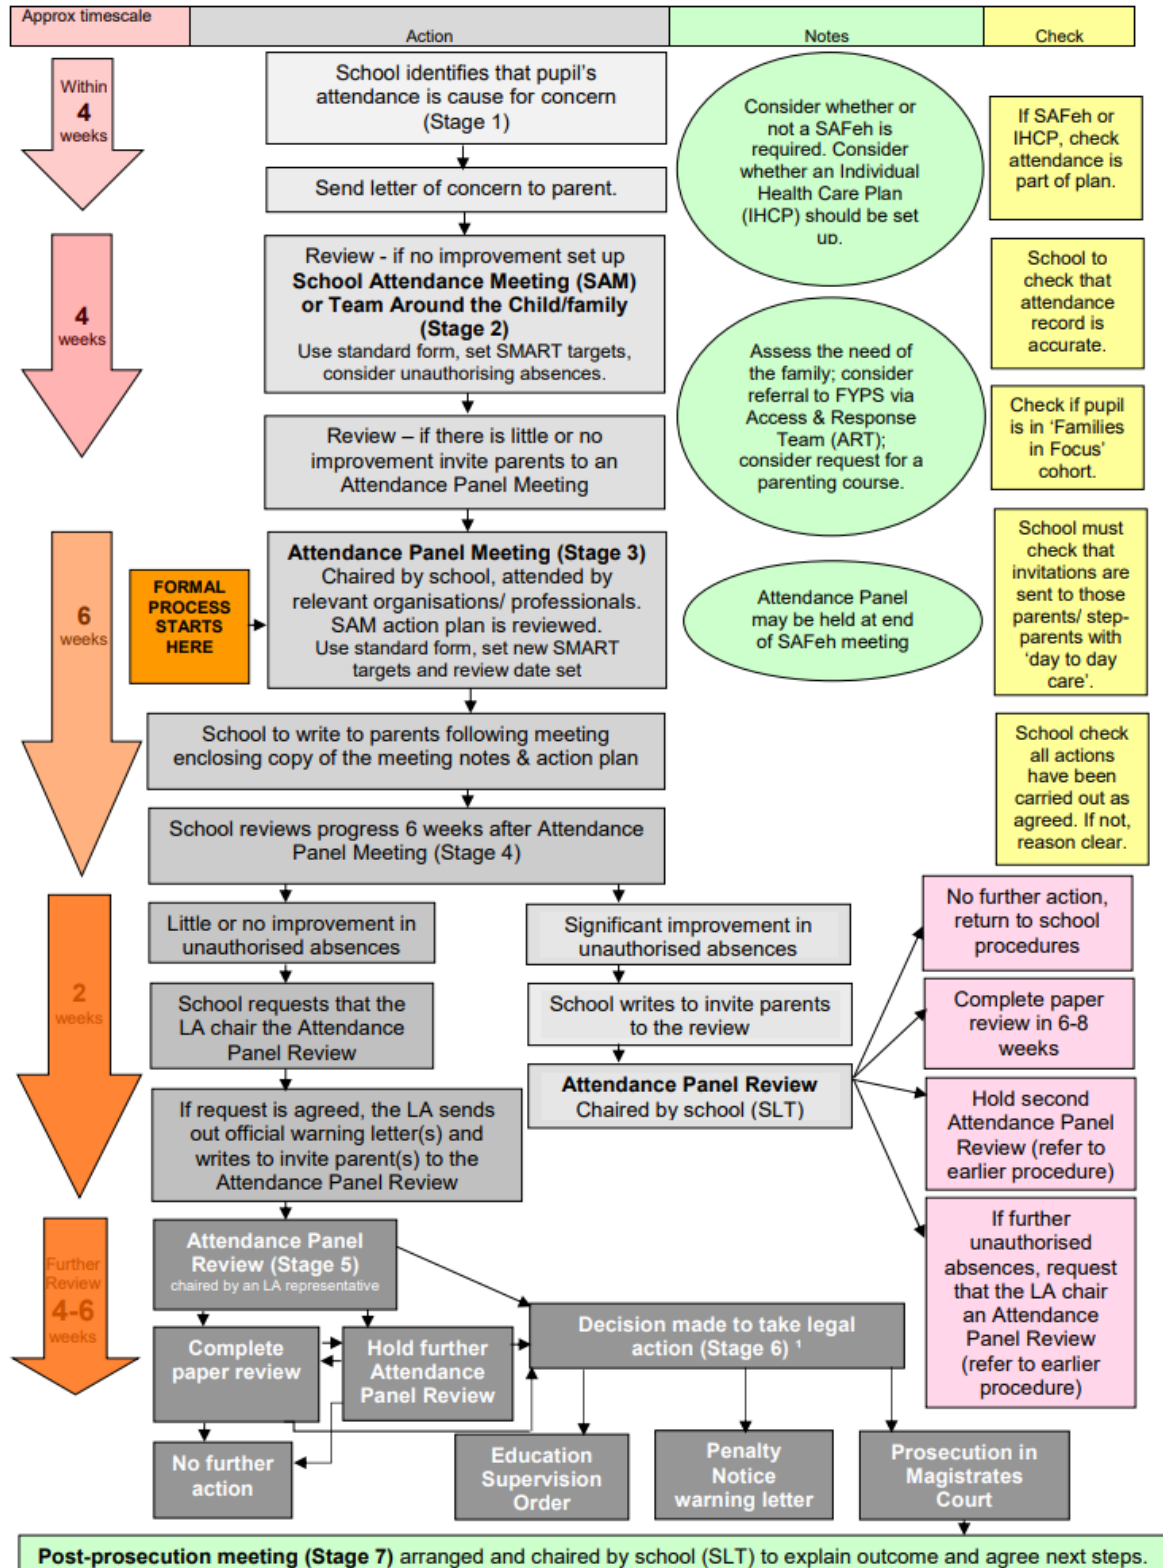 Approx timescale
Action
Notes
Check
Within
4
weeks
School identifies that pupil's
attendance is cause for concern
(Stage 1)
Send letter of concern to parent.
Consider whether or
not a SAFeh is
required. Consider
whether an Individual
Health Care Plan
(IHCP) should be set
up.
If SAFeh or
IHCP, check
attendance is
part of plan.
4
weeks
Review - if no improvement set up
School Attendance Meeting (SAM)
or Team Around the Child/family
(Stage 2)
Use standard form, set SMART targets,
consider unauthorising absences.
School to
check that
attendance
record is
accurate.
Review – if there is little or no
improvement invite parents to an
Attendance Panel Meeting
Assess the need of
the family; consider
referral to FYPS via
Access & Response
Team (ART);
consider request for a
parenting course.
Check if pupil
is in 'Families
in Focus'
cohort.
6
weeks
FORMAL
PROCESS
STARTS
HERE
Attendance Panel Meeting (Stage 3)
Chaired by school, attended by
relevant organisations/ professionals.
SAM action plan is reviewed.
Use standard form, set new SMART
targets and review date set
Attendance Panel
may be held at end
of SAFeh meeting
School must
check that
invitations are
sent to those
parents/ step-
parents with
'day to day
care'.
School to write to parents following meeting
enclosing copy of the meeting notes & action plan
School check
all actions
have been
carried out as
agreed. If not,
reason clear.
School reviews progress 6 weeks after Attendance
Panel Meeting (Stage 4)
2
weeks
Little or no improvement in
unauthorised absences
School requests that the
LA chair the Attendance
Panel Review
If request is agreed, the LA sends
out official warning letter(s) and
writes to invite parent(s) to the
Attendance Panel Review
Significant improvement in
unauthorised absences
School writes to invite parents
to the review
Attendance Panel Review
Chaired by school (SLT)
No further action,
return to school
procedures
Complete paper
review in 6-8
weeks
Hold second
Attendance Panel
Review (refer to
earlier procedure)
If further
unauthorised
absences, request
that the LA chair
an Attendance
Panel Review
(refer to earlier
procedure)
Further
Review
4-6
weeks
Attendance Panel
Review (Stage 5)
chaired by an LA representative
Complete
paper review
Hold further
Attendance
Panel Review
Decision made to take legal
action (Stage 6) ¹
No further
action
Education
Supervision
Order
Penalty
Notice
warning letter
Prosecution in
Magistrates
Court
Post-prosecution meeting (Stage 7) arranged and chaired by school (SLT) to explain outcome and agree next steps.